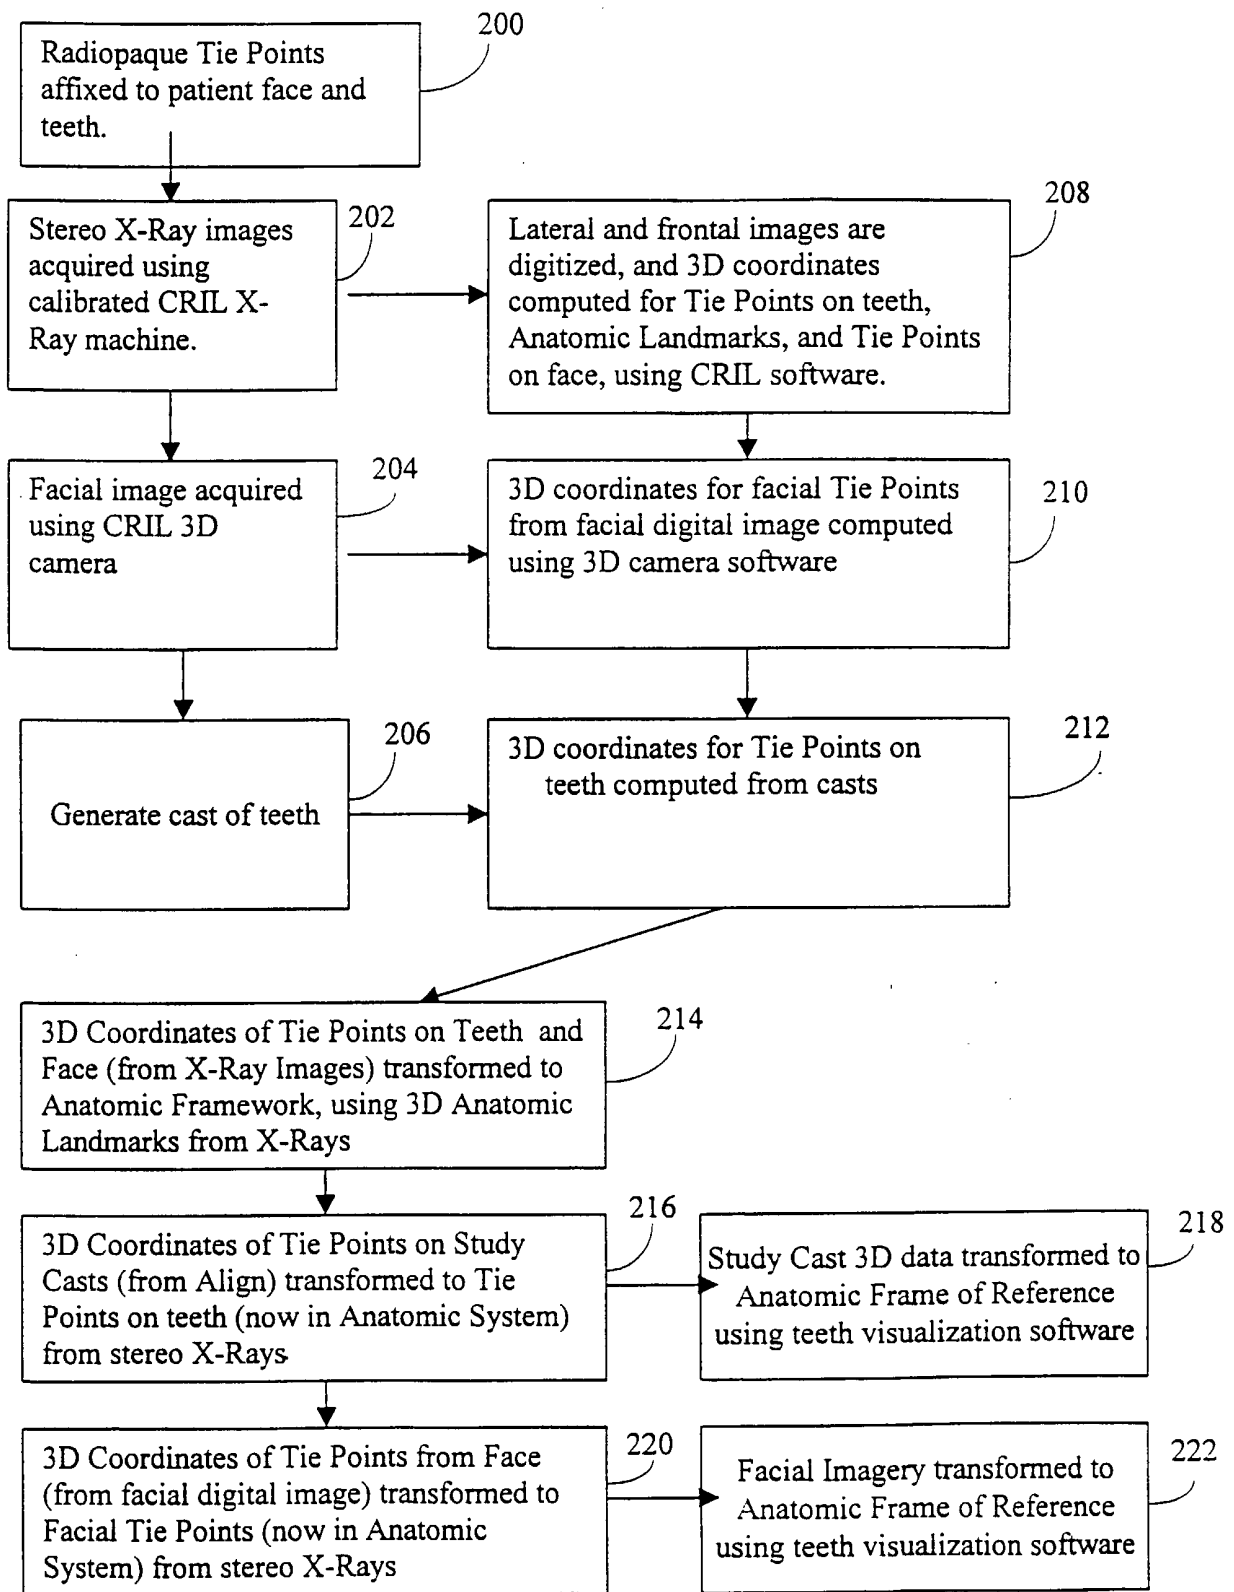 200
Radiopaque Tie Points
affixed to patient face and
teeth.
202
Stereo X-Ray images
acquired using
calibrated CRIL X-
Ray machine.
208
Lateral and frontal images are
digitized, and 3D coordinates
computed for Tie Points on teeth,
Anatomic Landmarks, and Tie Points
on face, using CRIL software.
204
Facial image acquired
using CRIL 3D
camera
210
3D coordinates for facial Tie Points
from facial digital image computed
using 3D camera software
206
Generate cast of teeth
212
3D coordinates for Tie Points on
teeth computed from casts
214
3D Coordinates of Tie Points on Teeth and
Face (from X-Ray Images) transformed to
Anatomic Framework, using 3D Anatomic
Landmarks from X-Rays
216
3D Coordinates of Tie Points on Study
Casts (from Align) transformed to Tie
Points on teeth (now in Anatomic System)
from stereo X-Rays.
218
Study Cast 3D data transformed to
Anatomic Frame of Reference
using teeth visualization software
220
3D Coordinates of Tie Points from Face
(from facial digital image) transformed to
Facial Tie Points (now in Anatomic
System) from stereo X-Rays
222
Facial Imagery transformed to
Anatomic Frame of Reference
using teeth visualization software